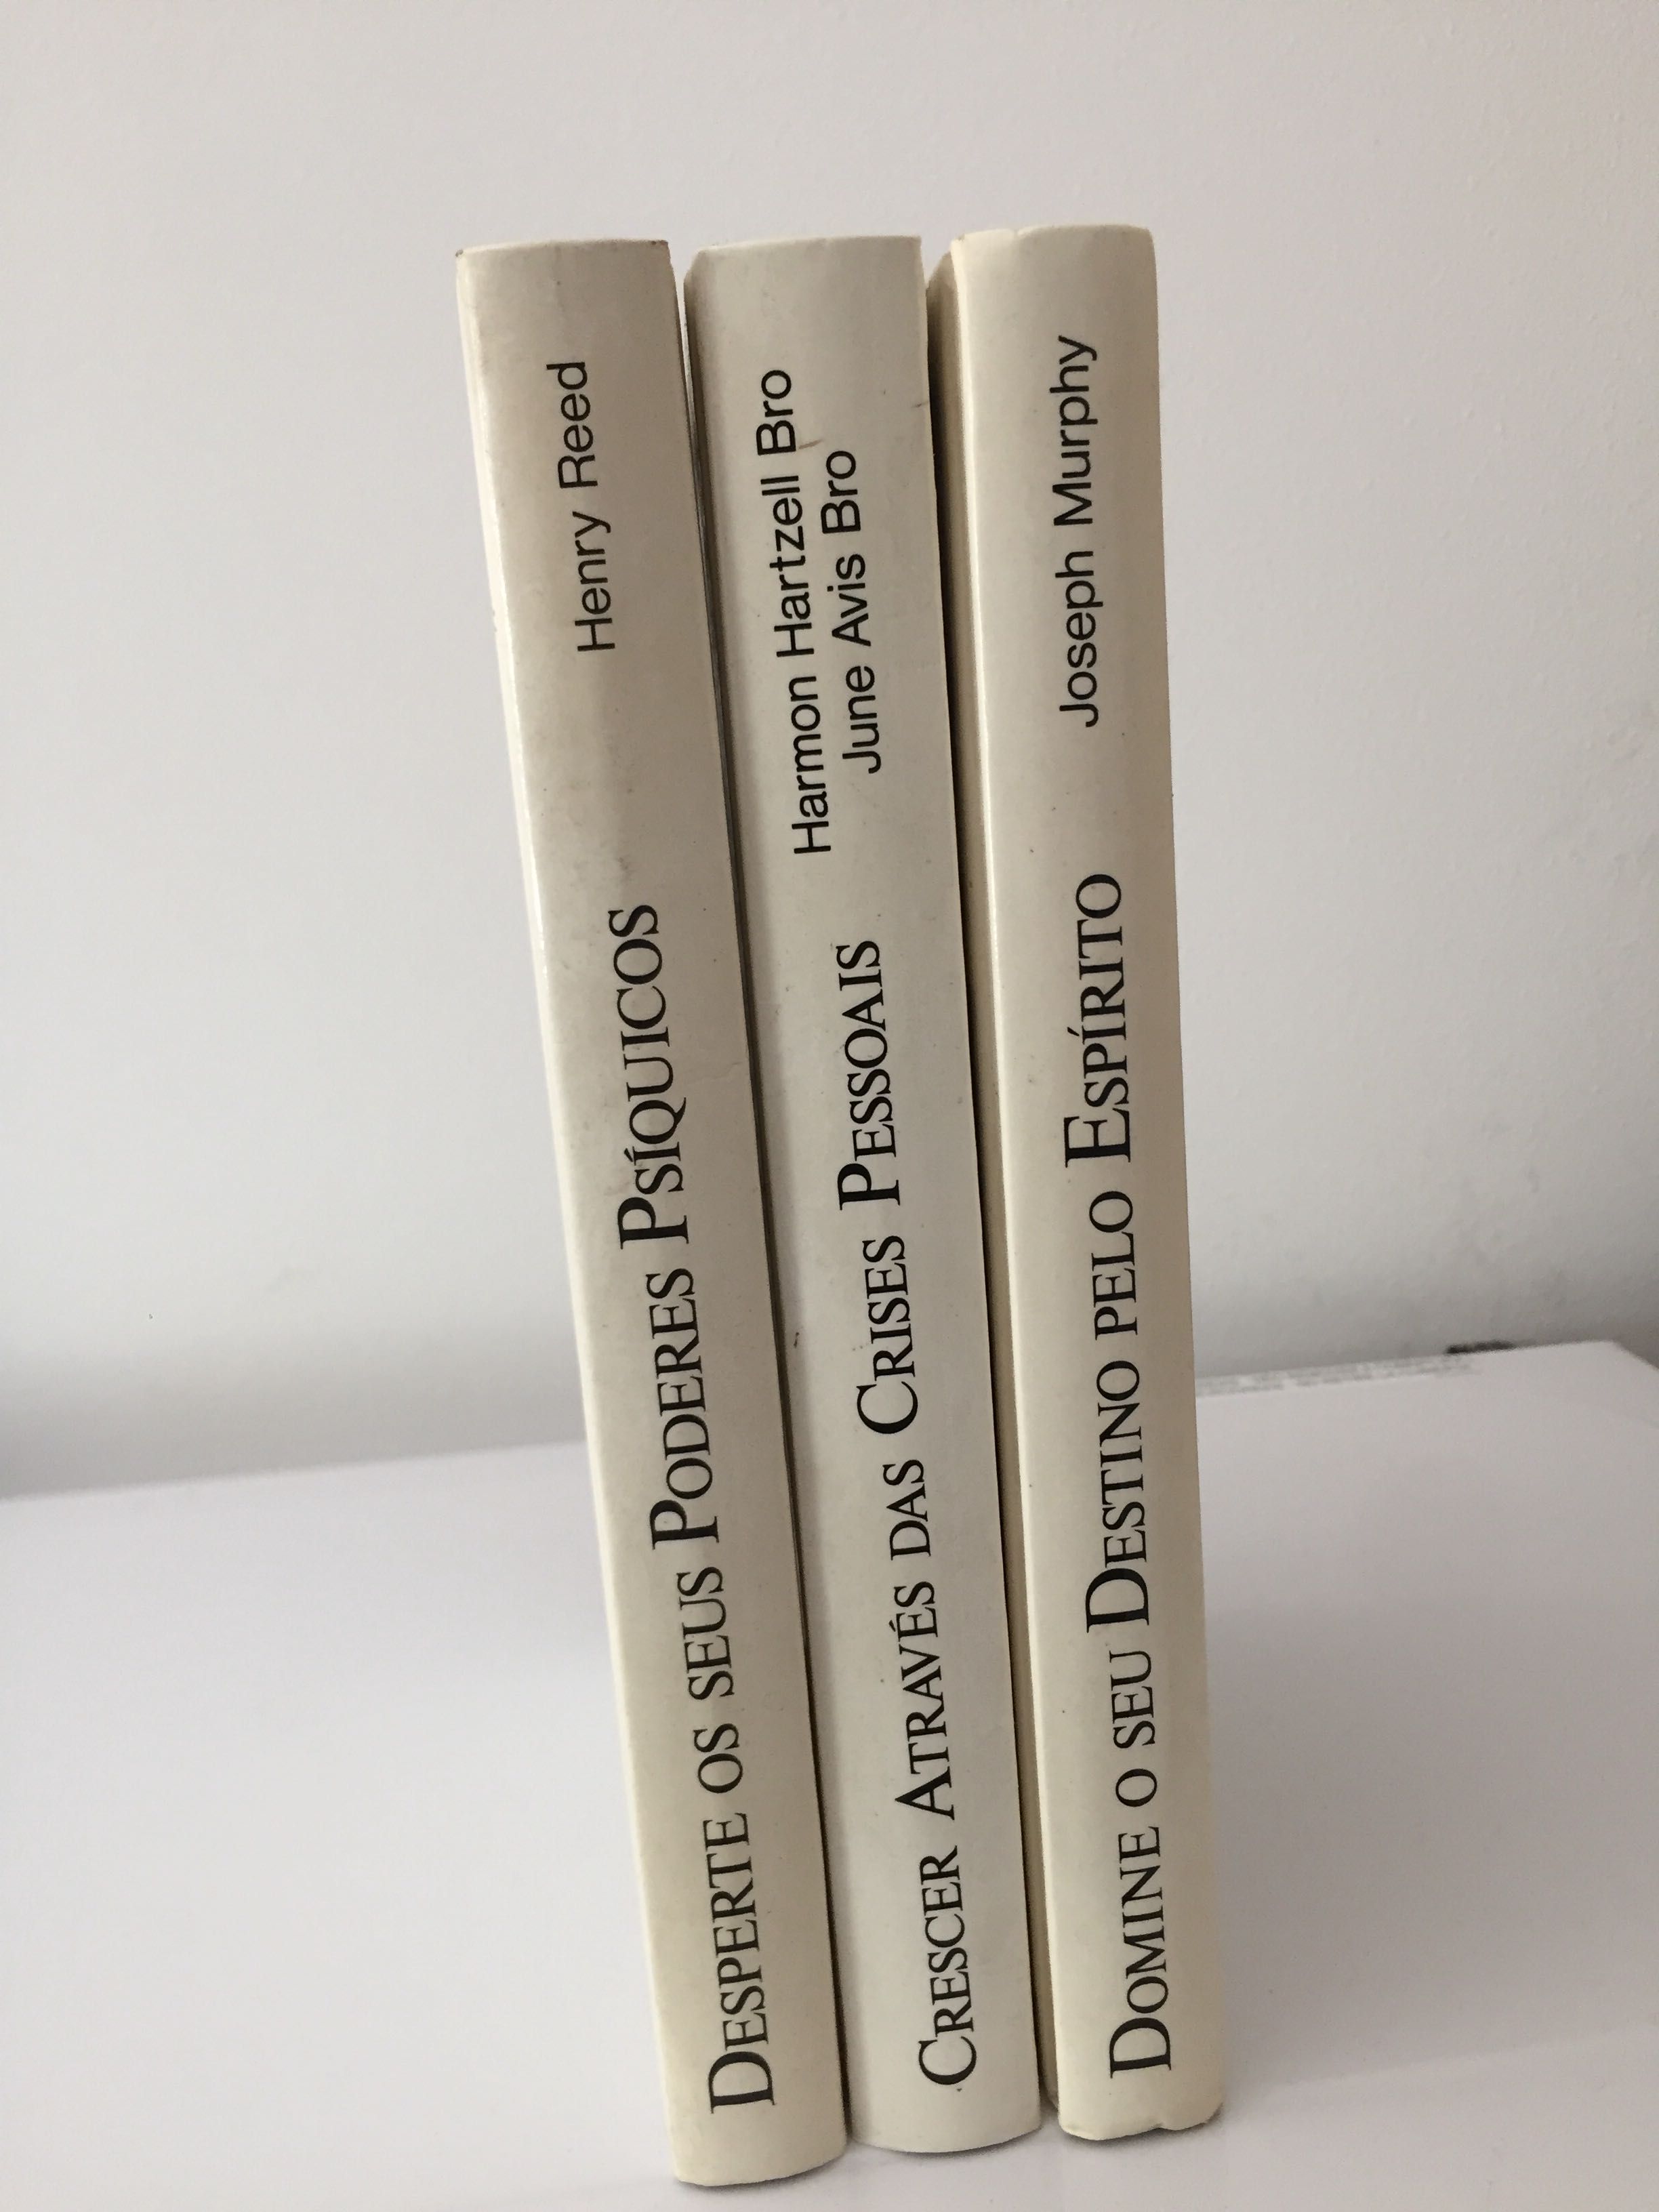 Desperte os seus Poderes Psíquicos
Henry Reed
Crescer Através das Crises Pessoais
Harmon Hartzell Bro
June Avis Bro
Domine o seu Destino pelo Espírito
Joseph Murphy